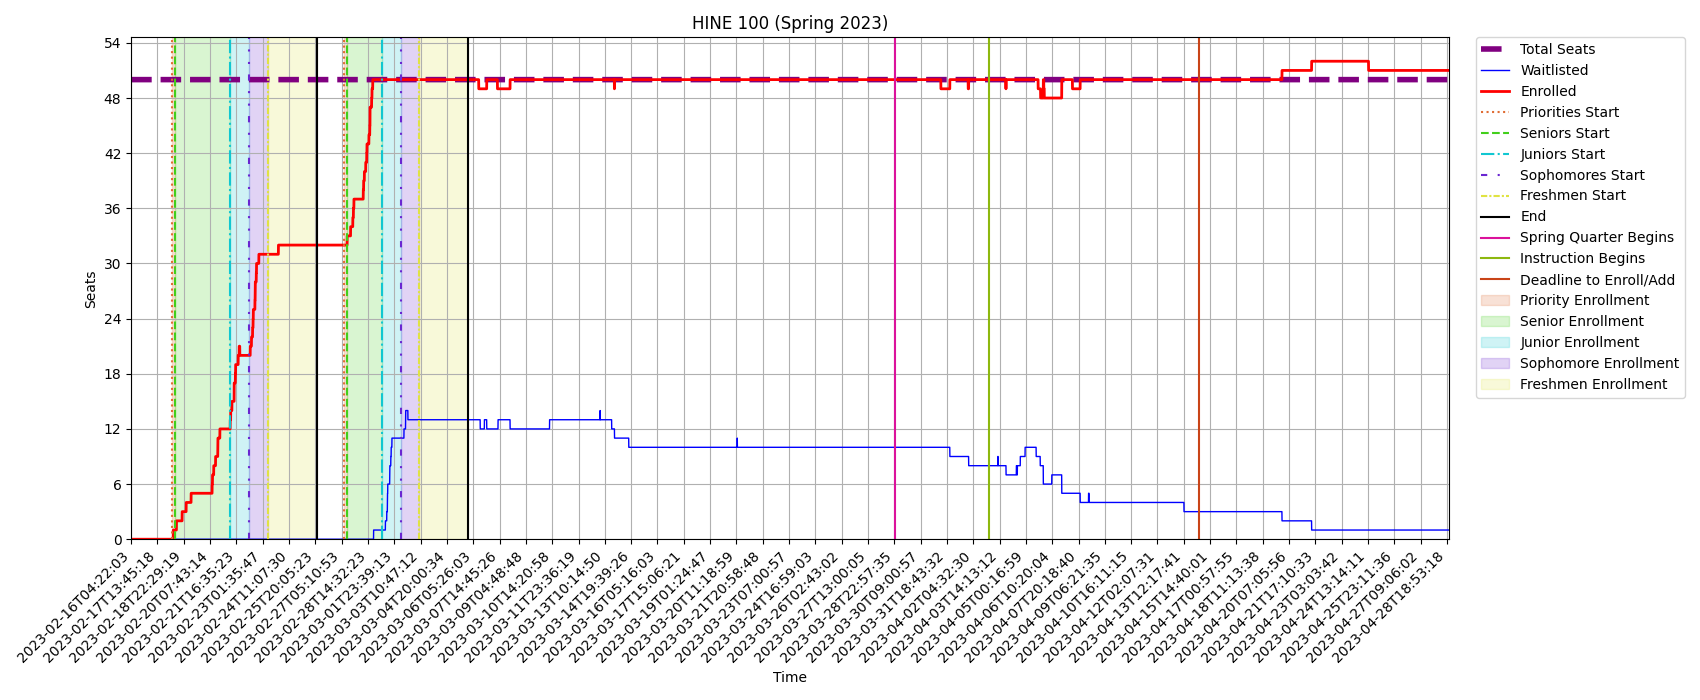 HINE 100 (Spring 2023)
54
48
42
36
30
24
18
12
6
0
Seats
2023-02-16T04:22:03
2023-02-17T13:45:18
2023-02-18T22:29:19
2023-02-20T07:43:14
2023-02-21T16:35:23
2023-02-23T01:35:47
2023-02-24T11:07:30
2023-02-25T20:05:23
2023-02-27T05:10:53
2023-02-28T14:32:23
2023-03-01T23:39:13
2023-03-03T10:47:12
2023-03-04T20:00:34
2023-03-06T05:26:03
2023-03-07T14:45:26
2023-03-09T04:48:48
2023-03-10T14:20:58
2023-03-11T23:36:19
2023-03-13T10:14:50
2023-03-14T19:39:26
2023-03-16T05:16:03
2023-03-17T15:06:21
2023-03-19T01:24:47
2023-03-20T11:18:59
2023-03-21T20:58:48
2023-03-23T07:00:57
2023-03-24T16:59:03
2023-03-26T02:43:02
2023-03-27T13:00:05
2023-03-28T22:57:35
2023-03-30T09:00:57
2023-03-31T18:43:32
2023-04-02T04:32:30
2023-04-03T14:13:12
2023-04-05T00:16:59
2023-04-06T10:20:04
2023-04-07T20:18:40
2023-04-09T06:21:35
2023-04-10T16:11:15
2023-04-12T02:07:31
2023-04-13T12:17:41
2023-04-15T14:40:01
2023-04-17T00:57:55
2023-04-18T11:13:38
2023-04-20T07:05:56
2023-04-21T17:10:33
2023-04-23T03:03:42
2023-04-24T13:14:11
2023-04-25T23:11:36
2023-04-27T09:06:02
2023-04-28T18:53:18
Time
Total Seats
Waitlisted
Enrolled
Priorities Start
Seniors Start
Juniors Start
Sophomores Start
Freshmen Start
End
Spring Quarter Begins
Instruction Begins
Deadline to Enroll/Add
Priority Enrollment
Senior Enrollment
Junior Enrollment
Sophomore Enrollment
Freshmen Enrollment